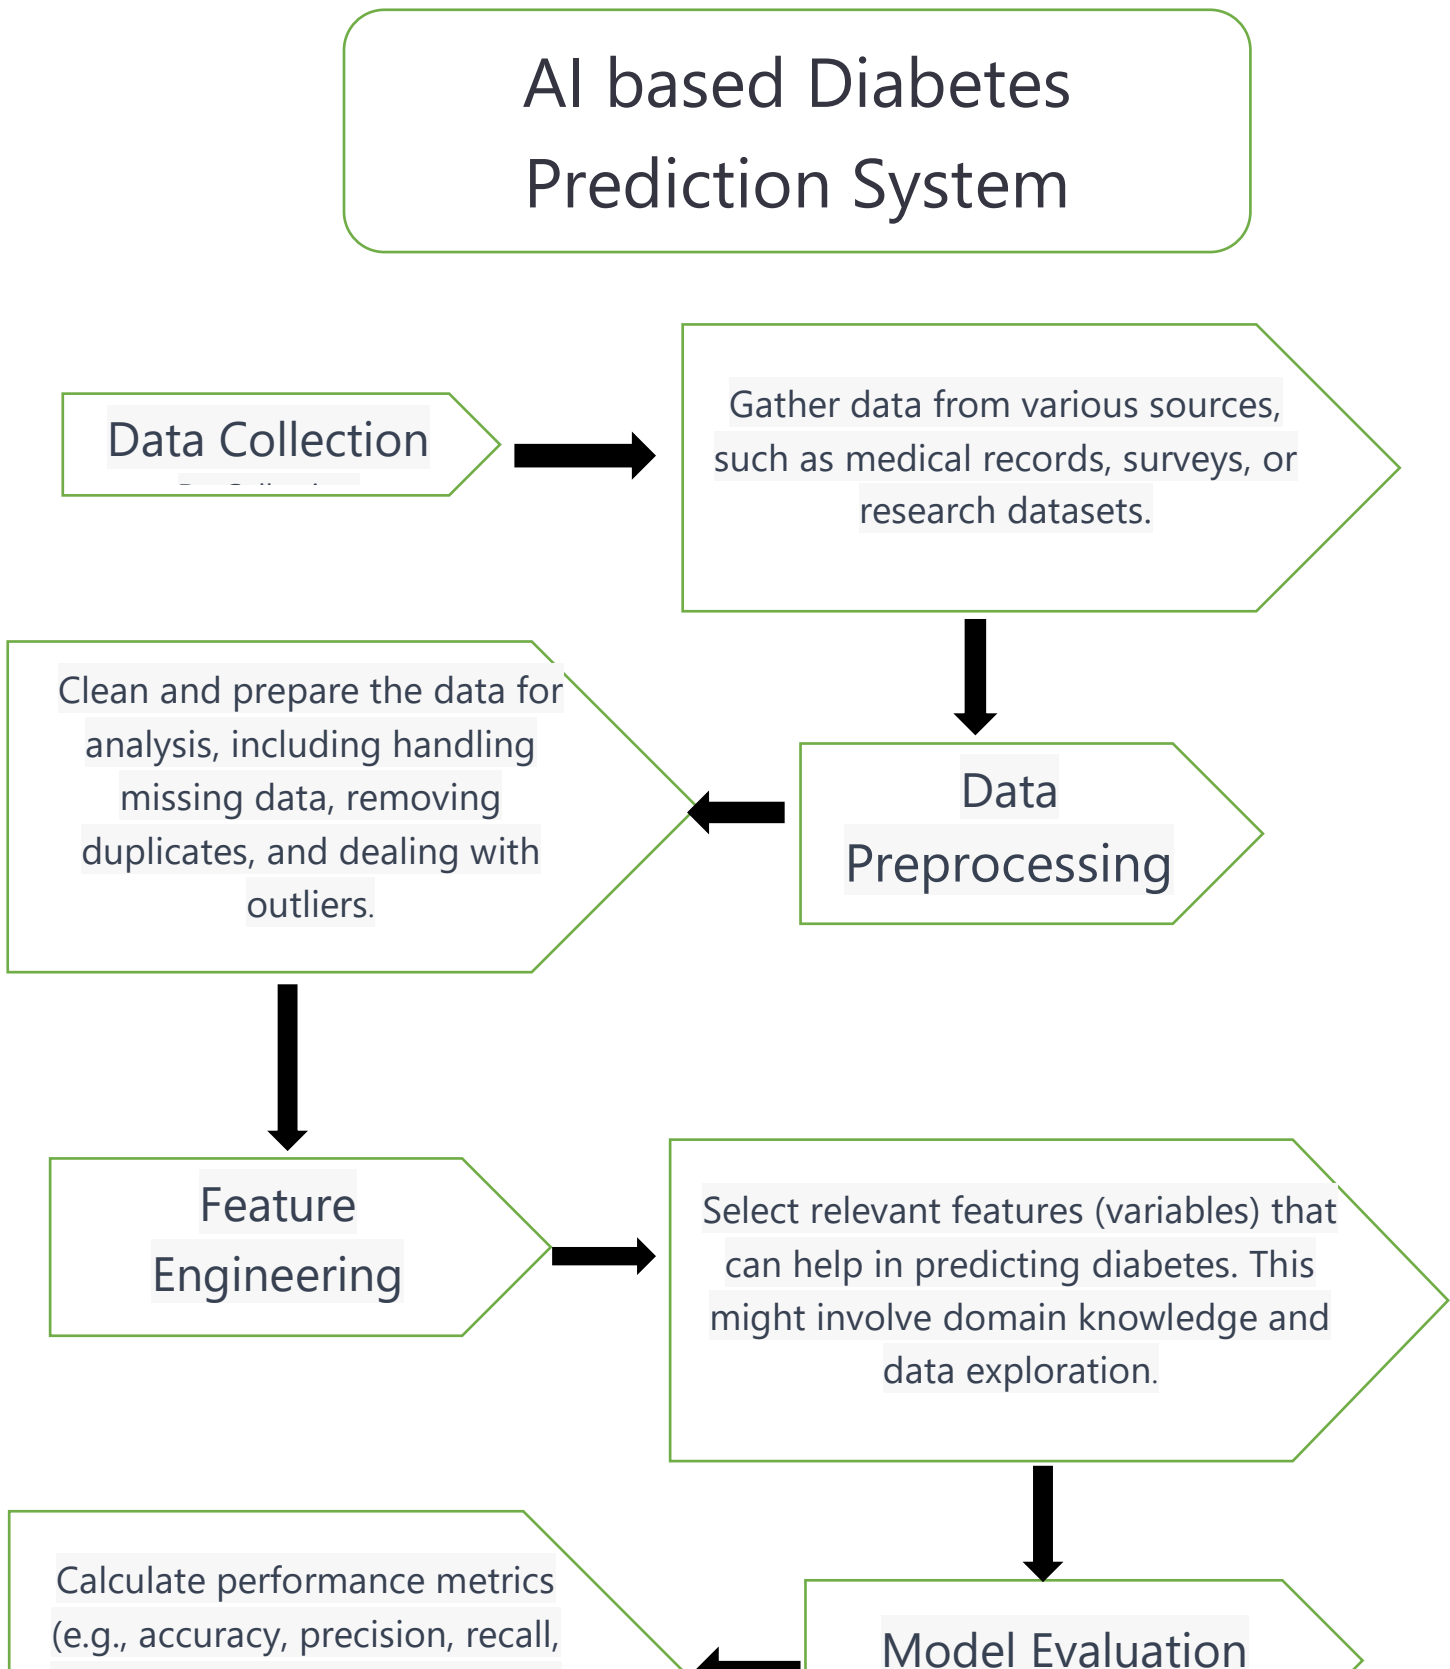 AI based Diabetes
Prediction System
Data Collection
Gather data from various sources,
such as medical records, surveys, or
research datasets.
Clean and prepare the data for
analysis, including handling
missing data, removing
duplicates, and dealing with
outliers.
Data
Preprocessing
Feature
Engineering
Select relevant features (variables) that
can help in predicting diabetes. This
might involve domain knowledge and
data exploration.
Calculate performance metrics
(e.g., accuracy, precision, recall,
Model Evaluation